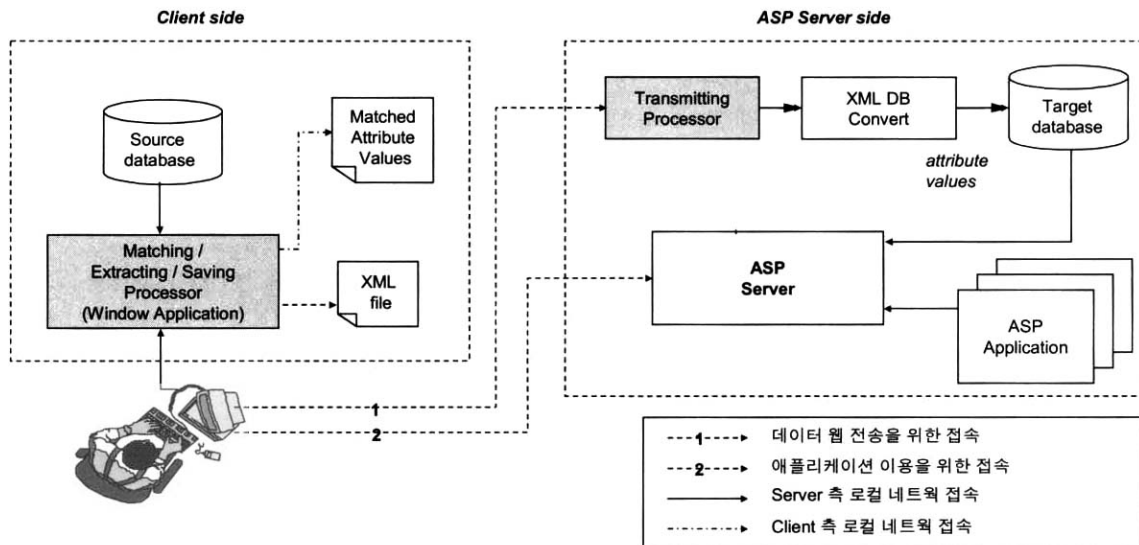 Client side
ASP Server side
Source
database
Matched
Attribute
Values
Matching /
Extracting / Saving
Processor
(Window Application)
XML
file
Transmitting
Processor
XML DB
Convert
Target
database
attribute
values
ASP
Server
ASP
Application
1
2
1 데이터 웹 전송을 위한 접속
2 애플리케이션 이용을 위한 접속
Server 측 로컬 네트웍 접속
Client 측 로컬 네트웍 접속